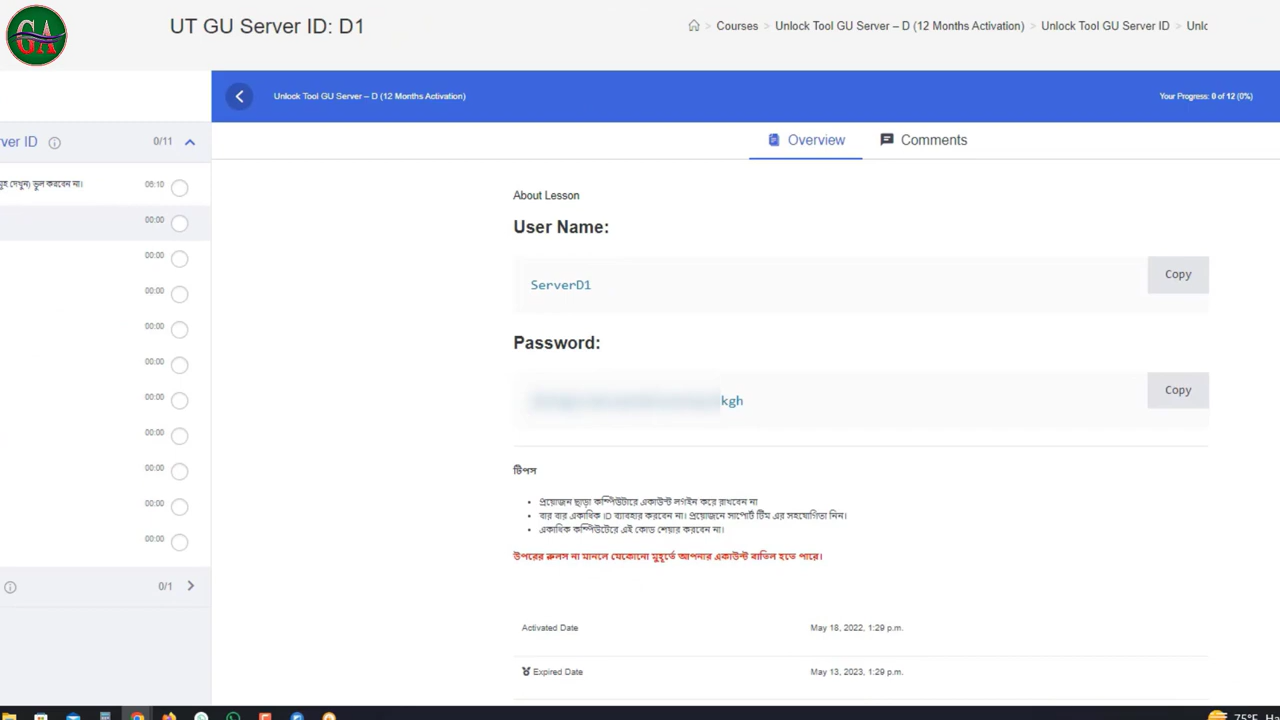 GA
UT GU Server ID: D1
> Courses > Unlock Tool GU Server – D (12 Months Activation) > Unlock Tool GU Server ID > Unlc
Unlock Tool GU Server – D (12 Months Activation)
Your Progress: 0 of 12 (0%)
ver ID
0/11
Overview
Comments
দেখুন) ভুল করবেন না।
06:10
00:00
00:00
00:00
00:00
00:00
00:00
00:00
00:00
00:00
00:00
0/1
About Lesson
User Name:
ServerD1
Copy
Password:
kgh
Copy
টিপস
প্রয়োজন ছাড়া কম্পিউটারে একাউন্ট লগইন করে রাখবেন না
বার বার একাধিক ID ব্যবহার করবেন না। প্রয়োজনে সাপোর্ট টিম এর সহযোগিতা নিন।
একাধিক কম্পিউটেরে এই কোড শেয়ার করবেন না।
উপরের রুলস না মানলে যেকোনো মুহূর্তে আপনার একাউন্ট বাতিল হতে পারে।
Activated Date
May 18, 2022, 1:29 p.m.
Expired Date
May 13, 2023, 1:29 p.m.
75°F